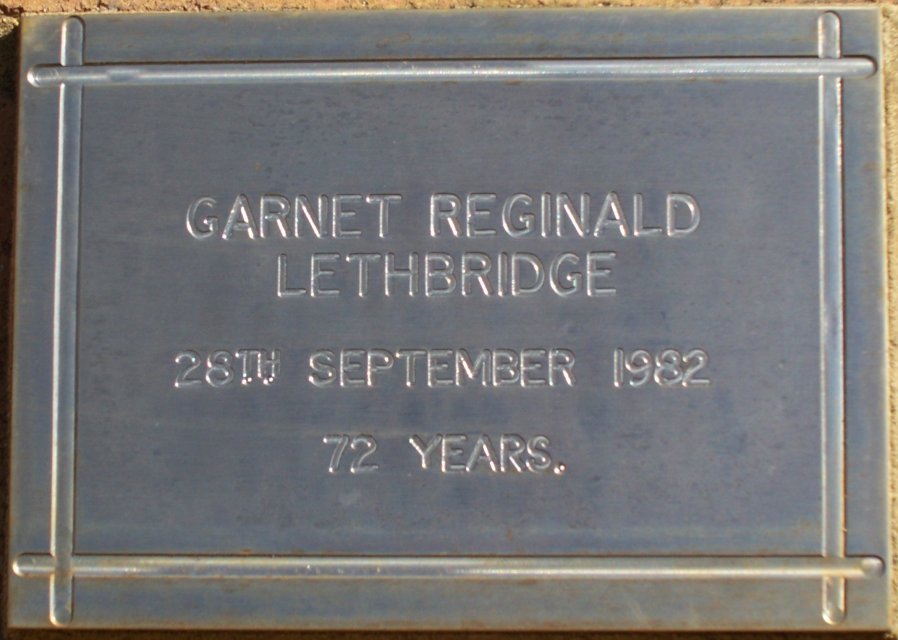 GARNET REGINALD
LETHBRIDGE
28TH SEPTEMBER 1982
72 YEARS.